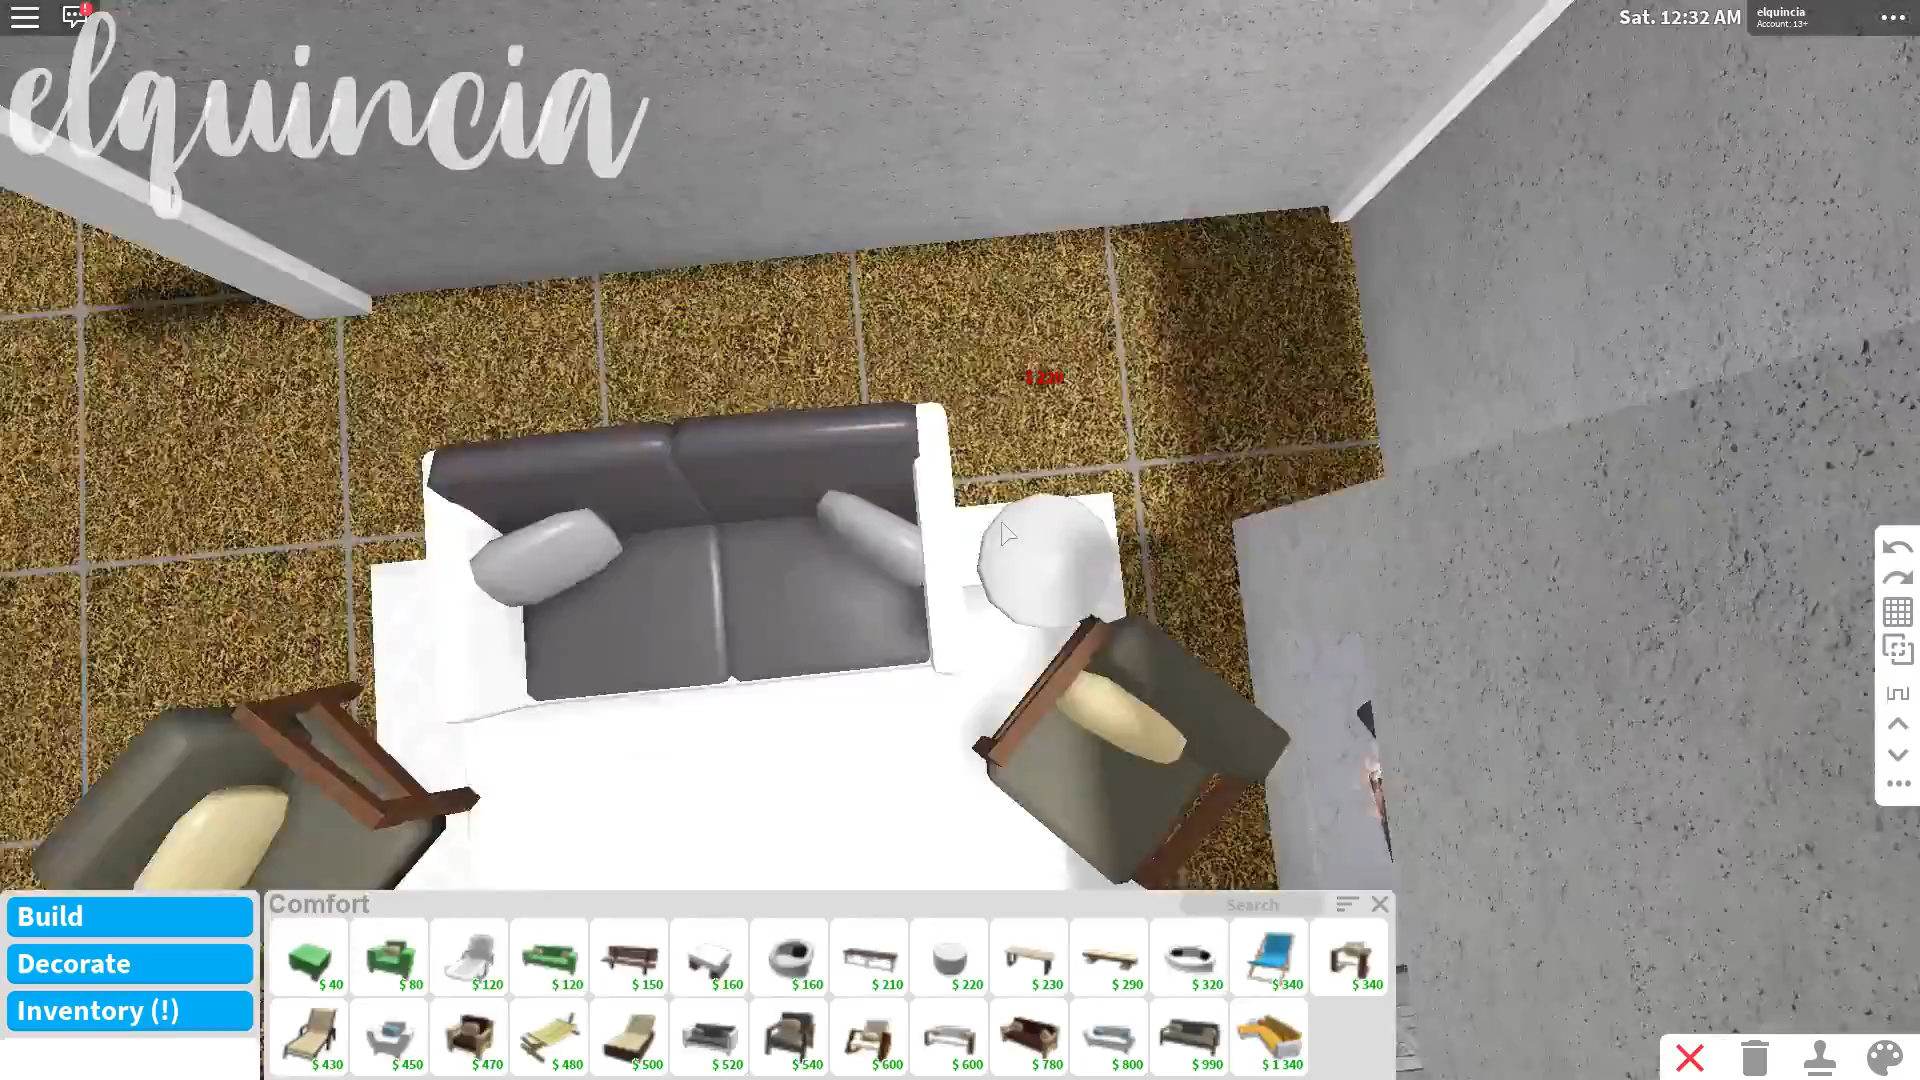 Sat. 12:32 AM
elquincia
Account: 13+
elquincia
$ 220
Build
Decorate
Inventory (!)
Comfort
Search
$ 40
$ 80
$ 120
$ 120
$ 150
$ 160
$ 160
$ 210
$ 220
$ 230
$ 290
$ 320
$ 340
$ 340
$ 430
$ 450
$ 470
$ 480
$ 500
$ 520
$ 540
$ 600
$ 600
$ 780
$ 800
$ 990
$ 1 340